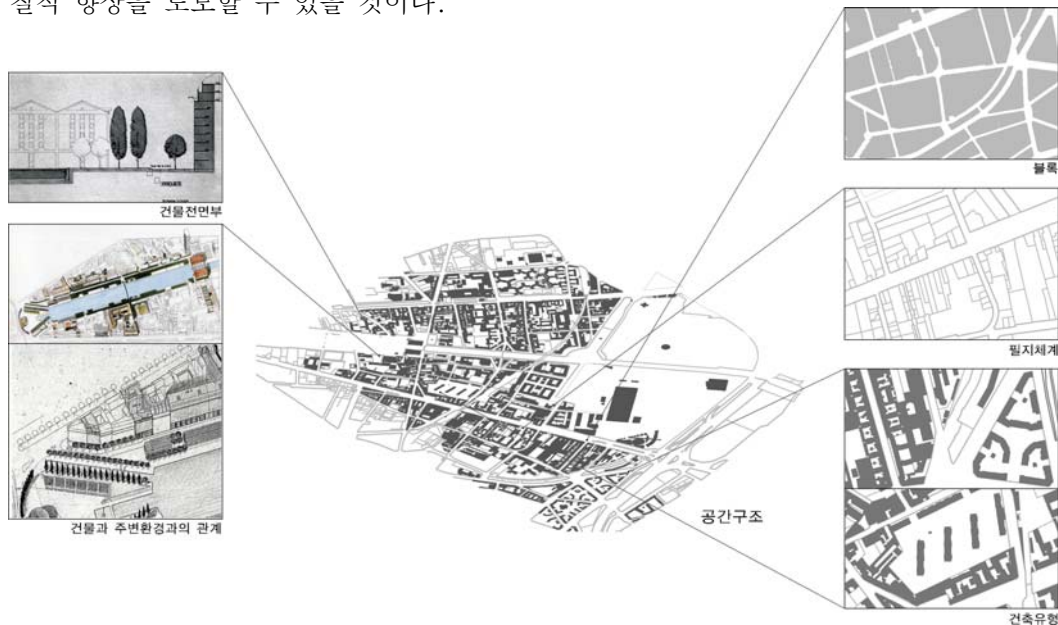 질적 향상을 도모할 수 있을 것이다.
블록
건물전면부
필지체계
건물과 주변환경과의 관계
공간구조
건축유형